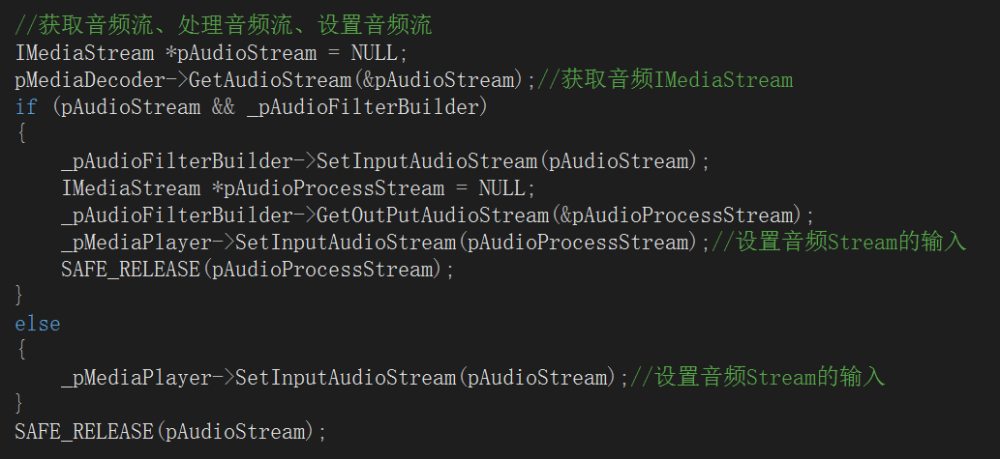 //获取音频流、处理音频流、设置音频流
IMediaStream *pAudioStream = NULL;
pMediaDecoder->GetAudioStream(&pAudioStream);//获取音频IMediaStream
if (pAudioStream && _pAudioFilterBuilder)
{
    _pAudioFilterBuilder->SetInputAudioStream(pAudioStream);
    IMediaStream *pAudioProcessStream = NULL;
    _pAudioFilterBuilder->GetOutPutAudioStream(&pAudioProcessStream);
    _pMediaPlayer->SetInputAudioStream(pAudioProcessStream);//设置音频Stream的输入
    SAFE_RELEASE(pAudioProcessStream);
}
else
{
    _pMediaPlayer->SetInputAudioStream(pAudioStream);//设置音频Stream的输入
}
SAFE_RELEASE(pAudioStream);